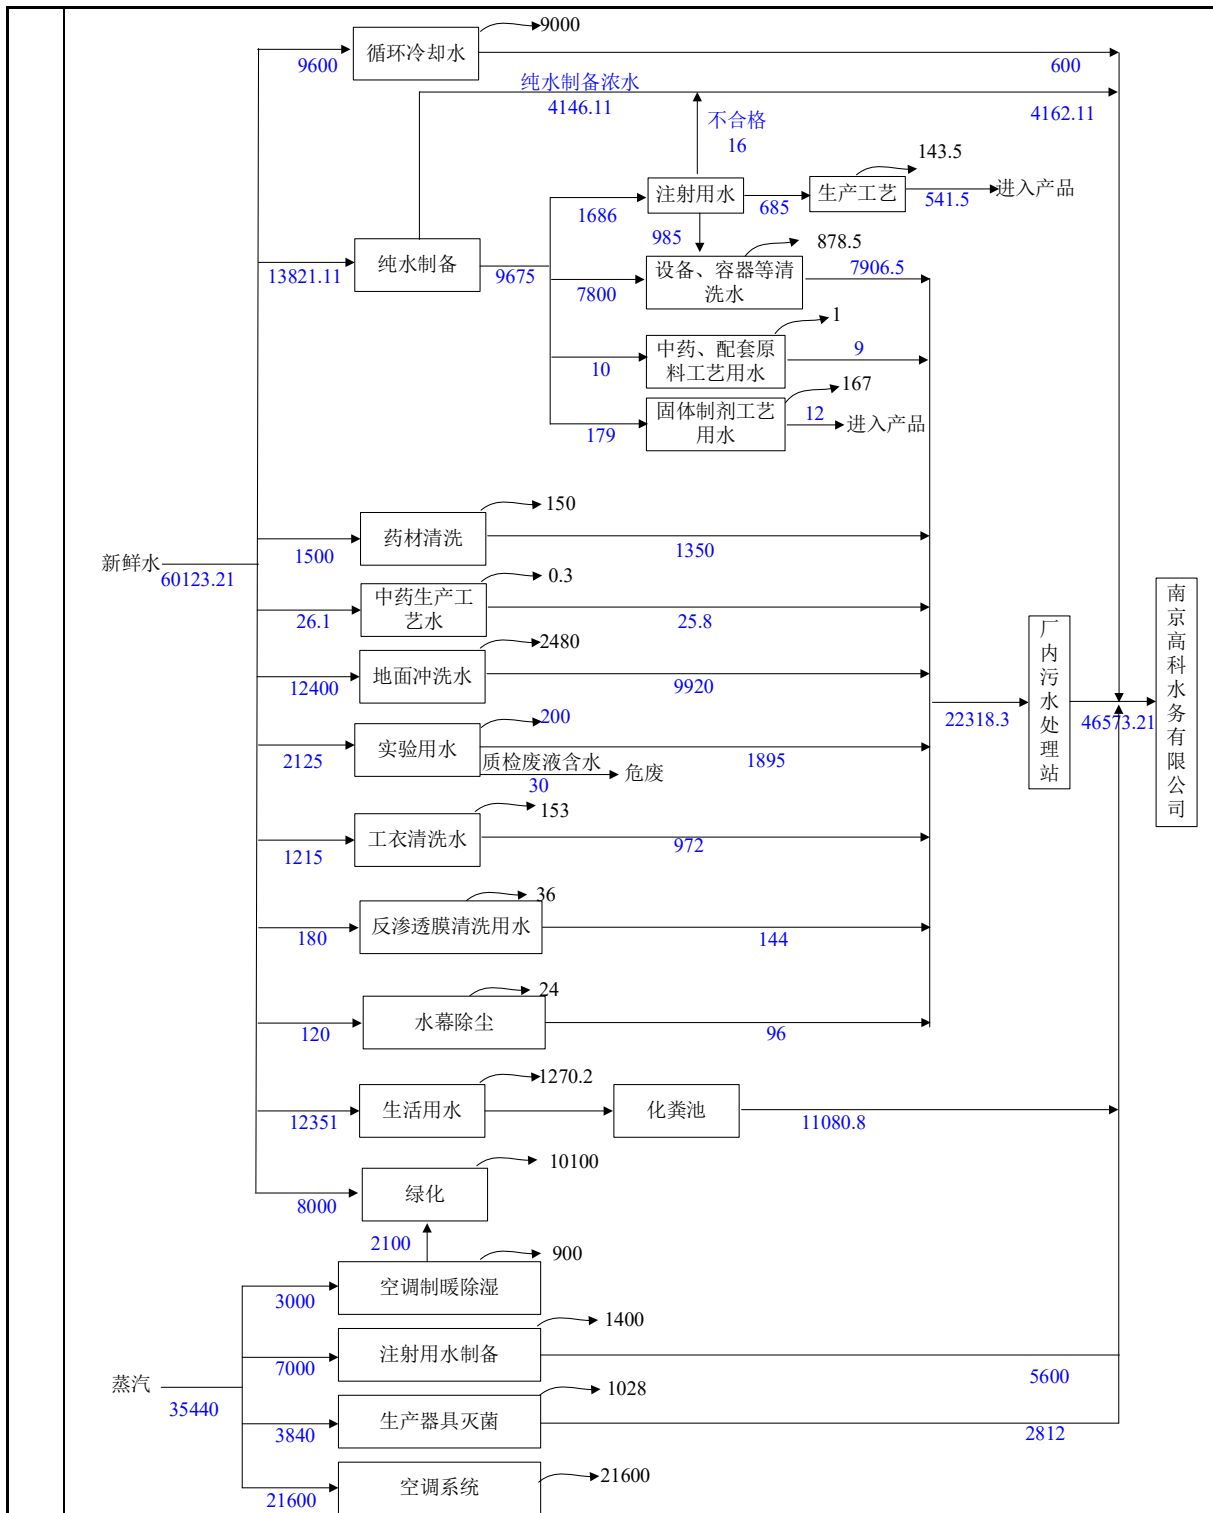 9000
循环冷却水
9600
600
纯水制备浓水
4146.11
4162.11
不合格
16
143.5
注射用水
生产工艺
进入产品
1686
685
541.5
985
878.5
纯水制备
13821.11
9675
设备、容器等清
洗水
7906.5
7800
1
中药、配套原
料工艺用水
9
10
167
固体制剂工艺
用水
12
进入产品
179
150
药材清洗
1500
1350
新鲜水
60123.21
0.3
中药生产工
艺水
26.1
25.8
2480
地面冲洗水
12400
9920
厂内污水处理站
南京高科水务有限公司
22318.3
46573.21
200
实验用水
2125
1895
质检废液含水
30
危废
153
工衣清洗水
1215
972
36
反渗透膜清洗用水
180
144
24
水幕除尘
120
96
1270.2
生活用水
12351
化粪池
11080.8
10100
绿化
8000
2100
900
空调制暖除湿
3000
1400
注射用水制备
7000
5600
蒸汽
35440
1028
生产器具灭菌
3840
2812
21600
空调系统
21600